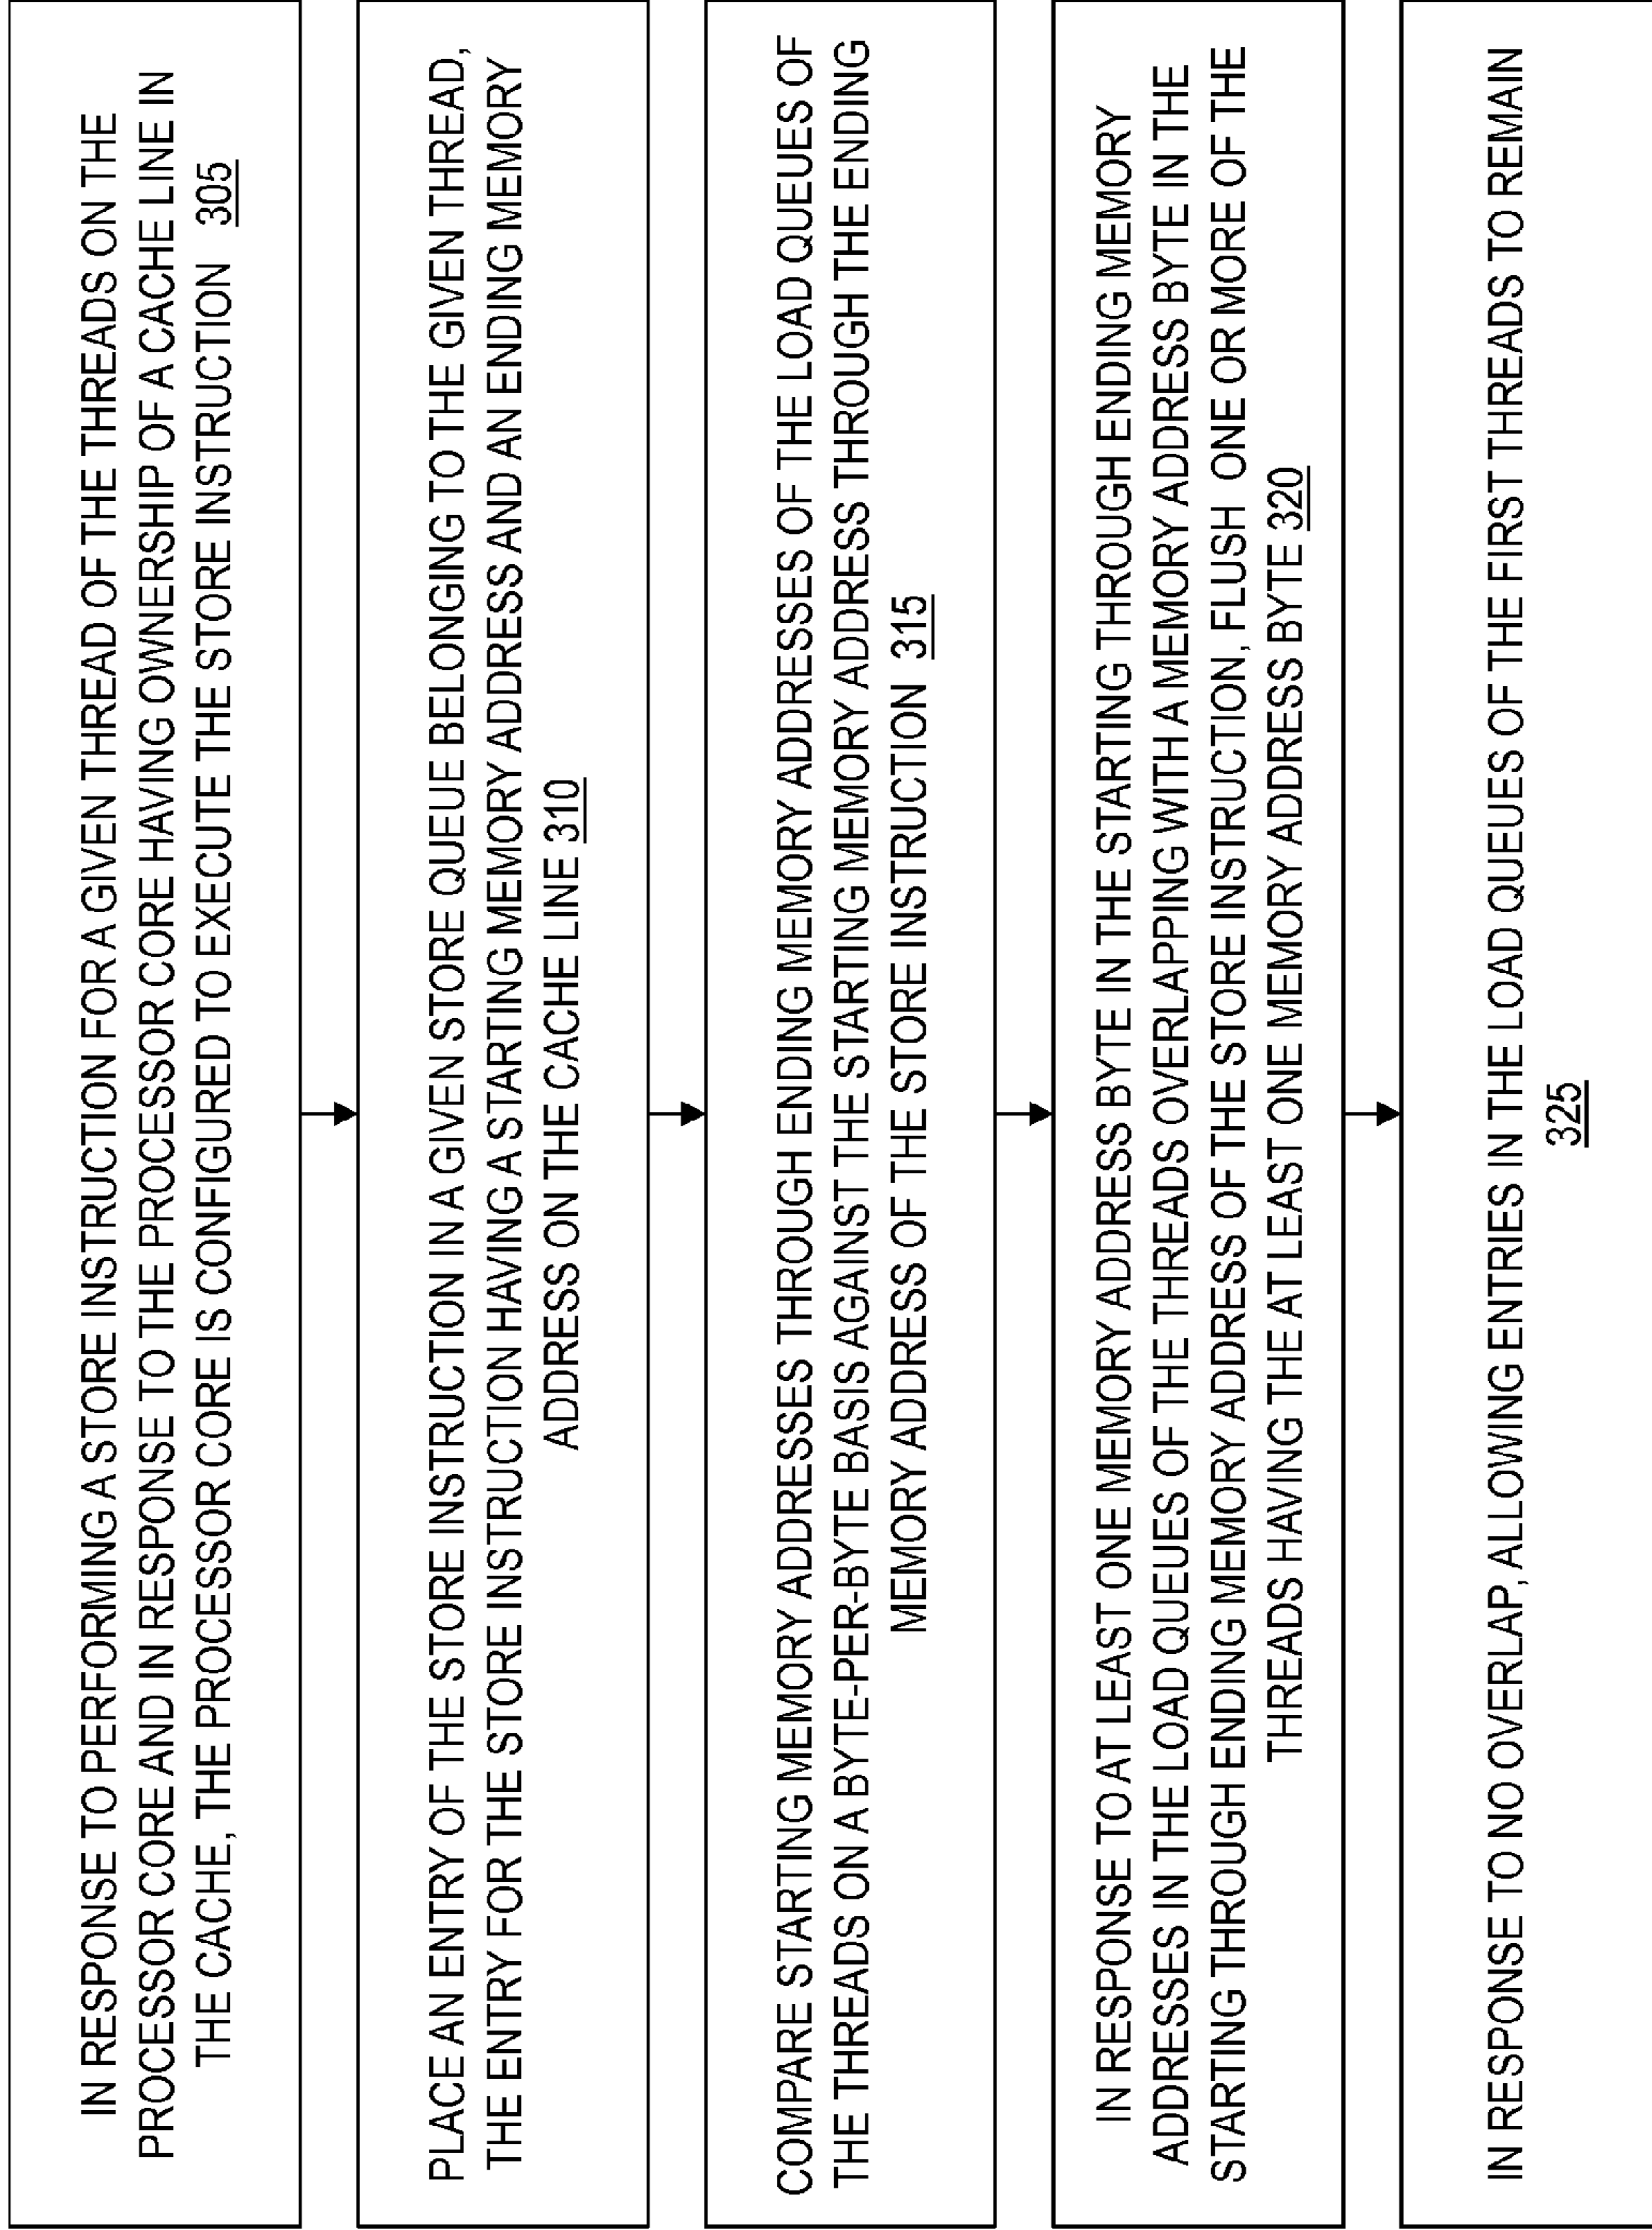 IN RESPONSE TO PERFORMING A STORE INSTRUCTION FOR A GIVEN THREAD OF THE THREADS ON THE
PROCESSOR CORE AND IN RESPONSE TO THE PROCESSOR CORE HAVING OWNERSHIP OF A CACHE LINE IN
THE CACHE, THE PROCESSOR CORE IS CONFIGURED TO EXECUTE THE STORE INSTRUCTION 305
PLACE AN ENTRY OF THE STORE INSTRUCTION IN A GIVEN STORE QUEUE BELONGING TO THE GIVEN THREAD,
THE ENTRY FOR THE STORE INSTRUCTION HAVING A STARTING MEMORY ADDRESS AND AN ENDING MEMORY
ADDRESS ON THE CACHE LINE 310
COMPARE STARTING MEMORY ADDRESSES THROUGH ENDING MEMORY ADDRESSES OF THE LOAD QUEUES OF
THE THREADS ON A BYTE-PER-BYTE BASIS AGAINST THE STARTING MEMORY ADDRESS THROUGH THE ENDING
MEMORY ADDRESS OF THE STORE INSTRUCTION 315
IN RESPONSE TO AT LEAST ONE MEMORY ADDRESS BYTE IN THE STARTING THROUGH ENDING MEMORY
ADDRESSES IN THE LOAD QUEUES OF THE THREADS OVERLAPPING WITH A MEMORY ADDRESS BYTE IN THE
STARTING THROUGH ENDING MEMORY ADDRESS OF THE STORE INSTRUCTION, FLUSH ONE OR MORE OF THE
THREADS HAVING THE AT LEAST ONE MEMORY ADDRESS BYTE 320
IN RESPONSE TO NO OVERLAP, ALLOWING ENTRIES IN THE LOAD QUEUES OF THE FIRST THREADS TO REMAIN
325